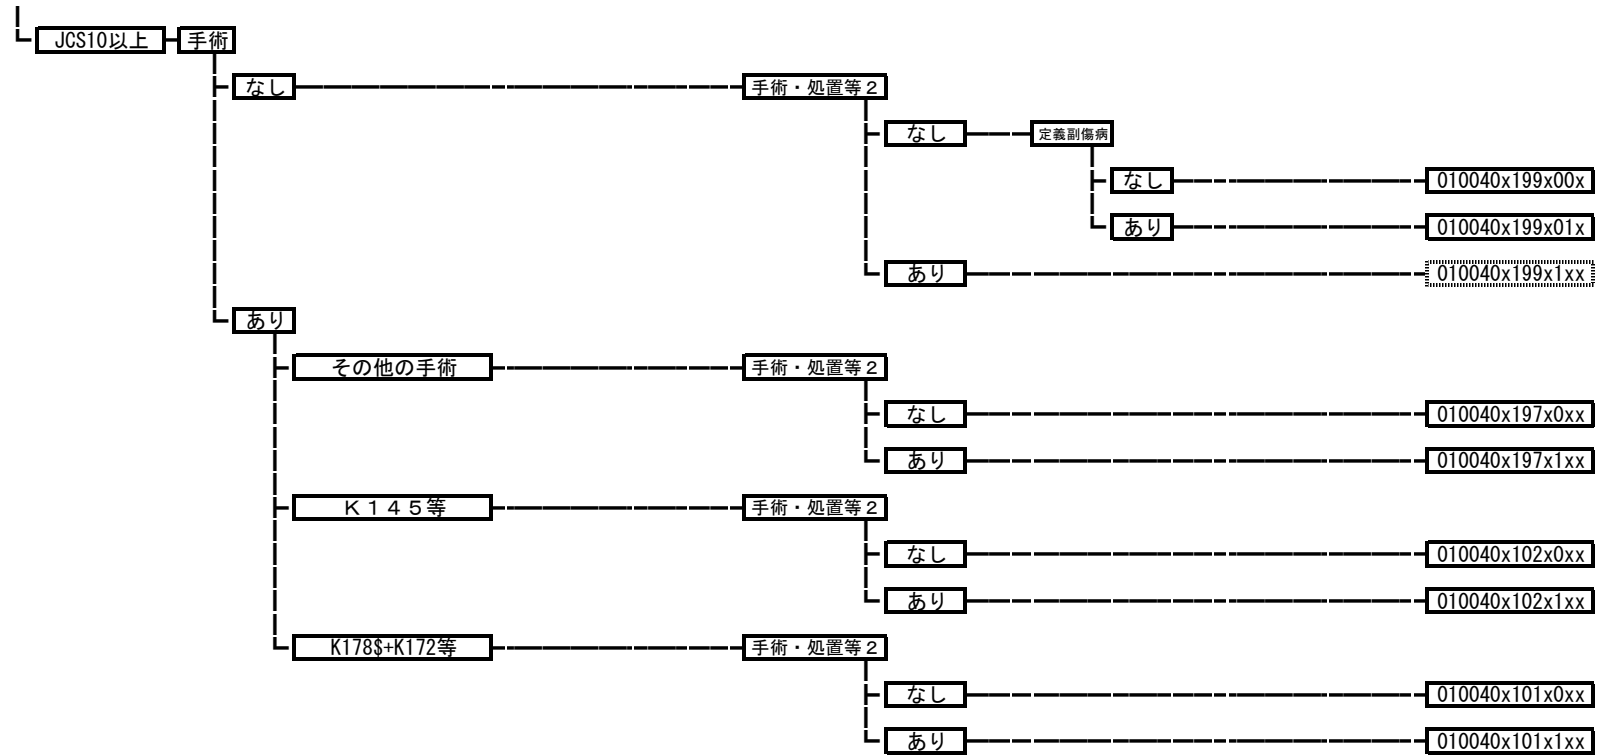 JCS10以上 手術
なし 手術・処置等２
なし 定義副傷病
なし 010040x199x00x
あり 010040x199x01x
あり 010040x199x1xx
あり
その他の手術 手術・処置等２
なし 010040x197x0xx
あり 010040x197x1xx
Ｋ１４５等 手術・処置等２
なし 010040x102x0xx
あり 010040x102x1xx
K178$+K172等 手術・処置等２
なし 010040x101x0xx
あり 010040x101x1xx